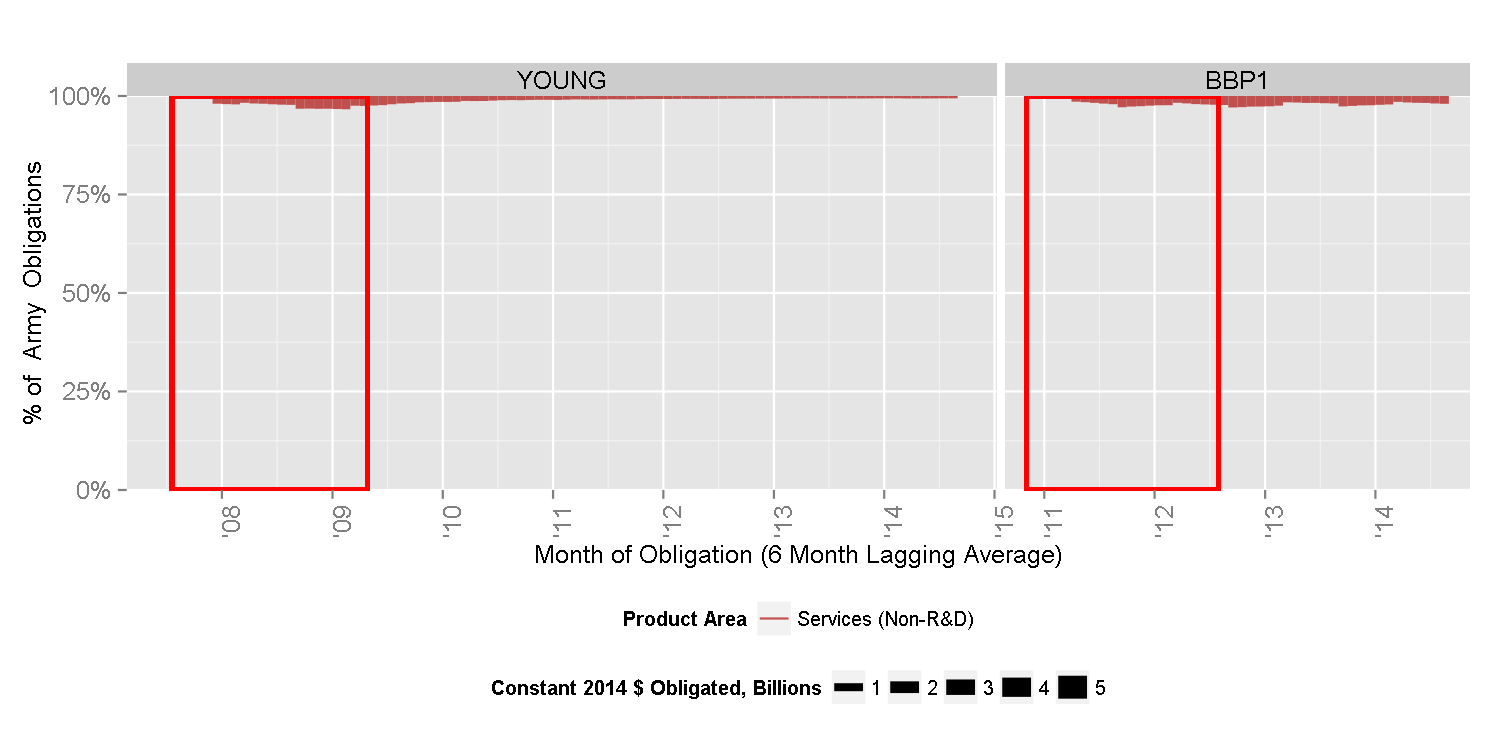 YOUNG BBP1
100%
75%
50%
25%
0%
% of Army Obligations
'08 '09 '10 '11 '12 '13 '14 '15 '11 '12 '13 '14
Month of Obligation (6 Month Lagging Average)
Product Area Services (Non-R&D)
Constant 2014 $ Obligated, Billions 1 2 3 4 5